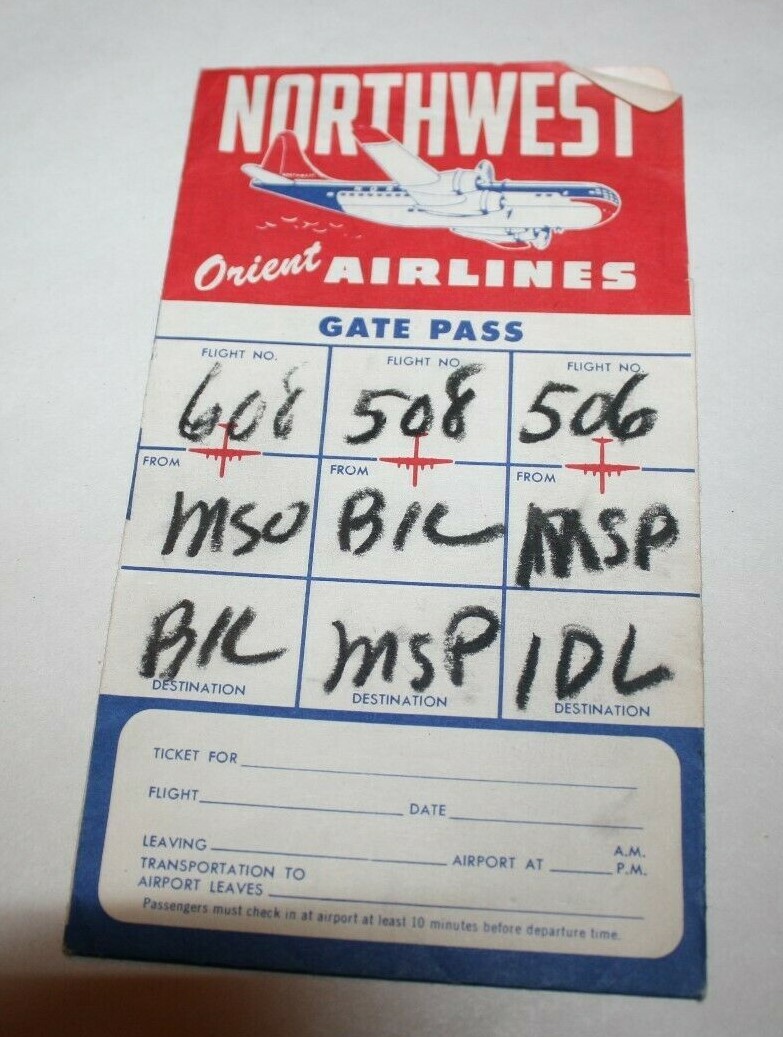 NORTHWEST
NORTHWEST
Orient AIRLINES
GATE PASS
FLIGHT NO. FLIGHT NO. FLIGHT NO.
608 508 506
FROM FROM FROM
MSO BIL MSP
BIL MSP IDL
DESTINATION DESTINATION DESTINATION
TICKET FOR
FLIGHT DATE
LEAVING AIRPORT AT A.M.
P.M.
TRANSPORTATION TO
AIRPORT LEAVES
Passengers must check in at airport at least 10 minutes before departure time.